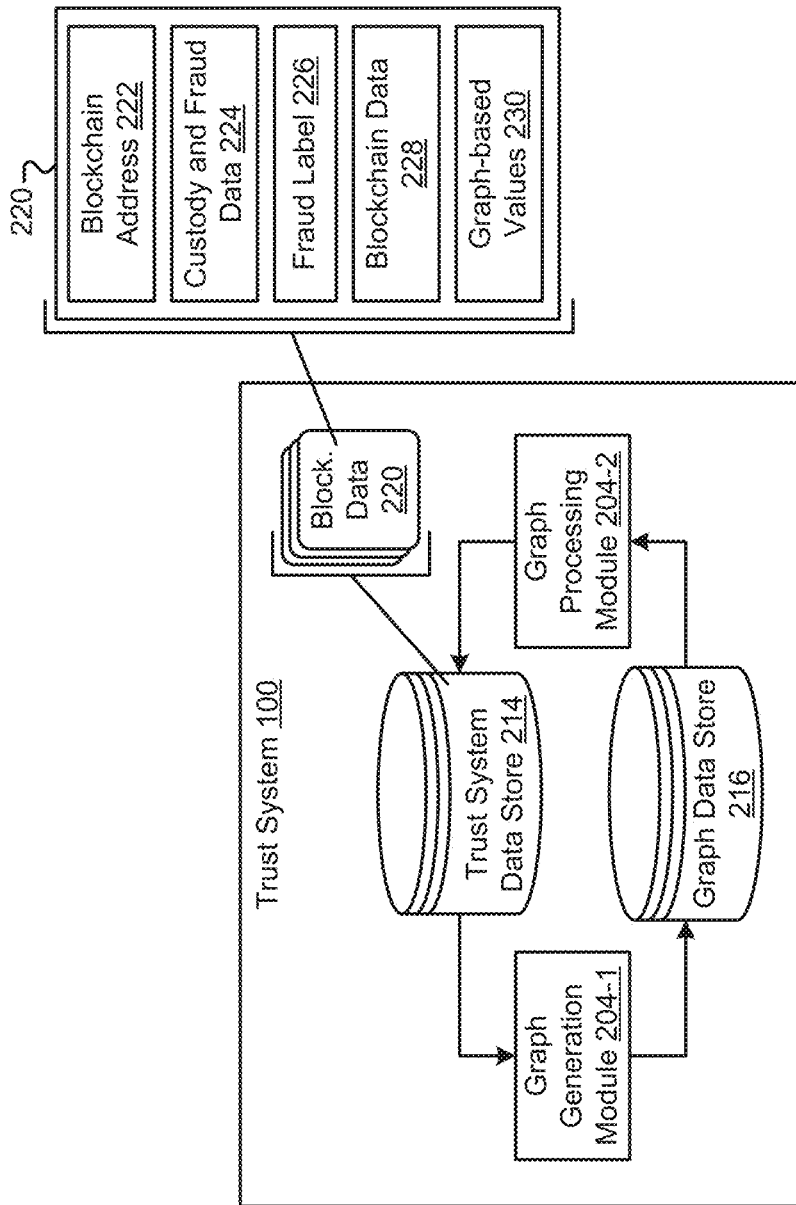 Trust System 100
Graph
Generation
Module 204-1
Trust System
Data Store 214
Graph Data Store
216
Graph
Processing
Module 204-2
Block.
Data
220
220
Blockchain
Address 222
Custody and Fraud
Data 224
Fraud Label 226
Blockchain Data
228
Graph-based
Values 230